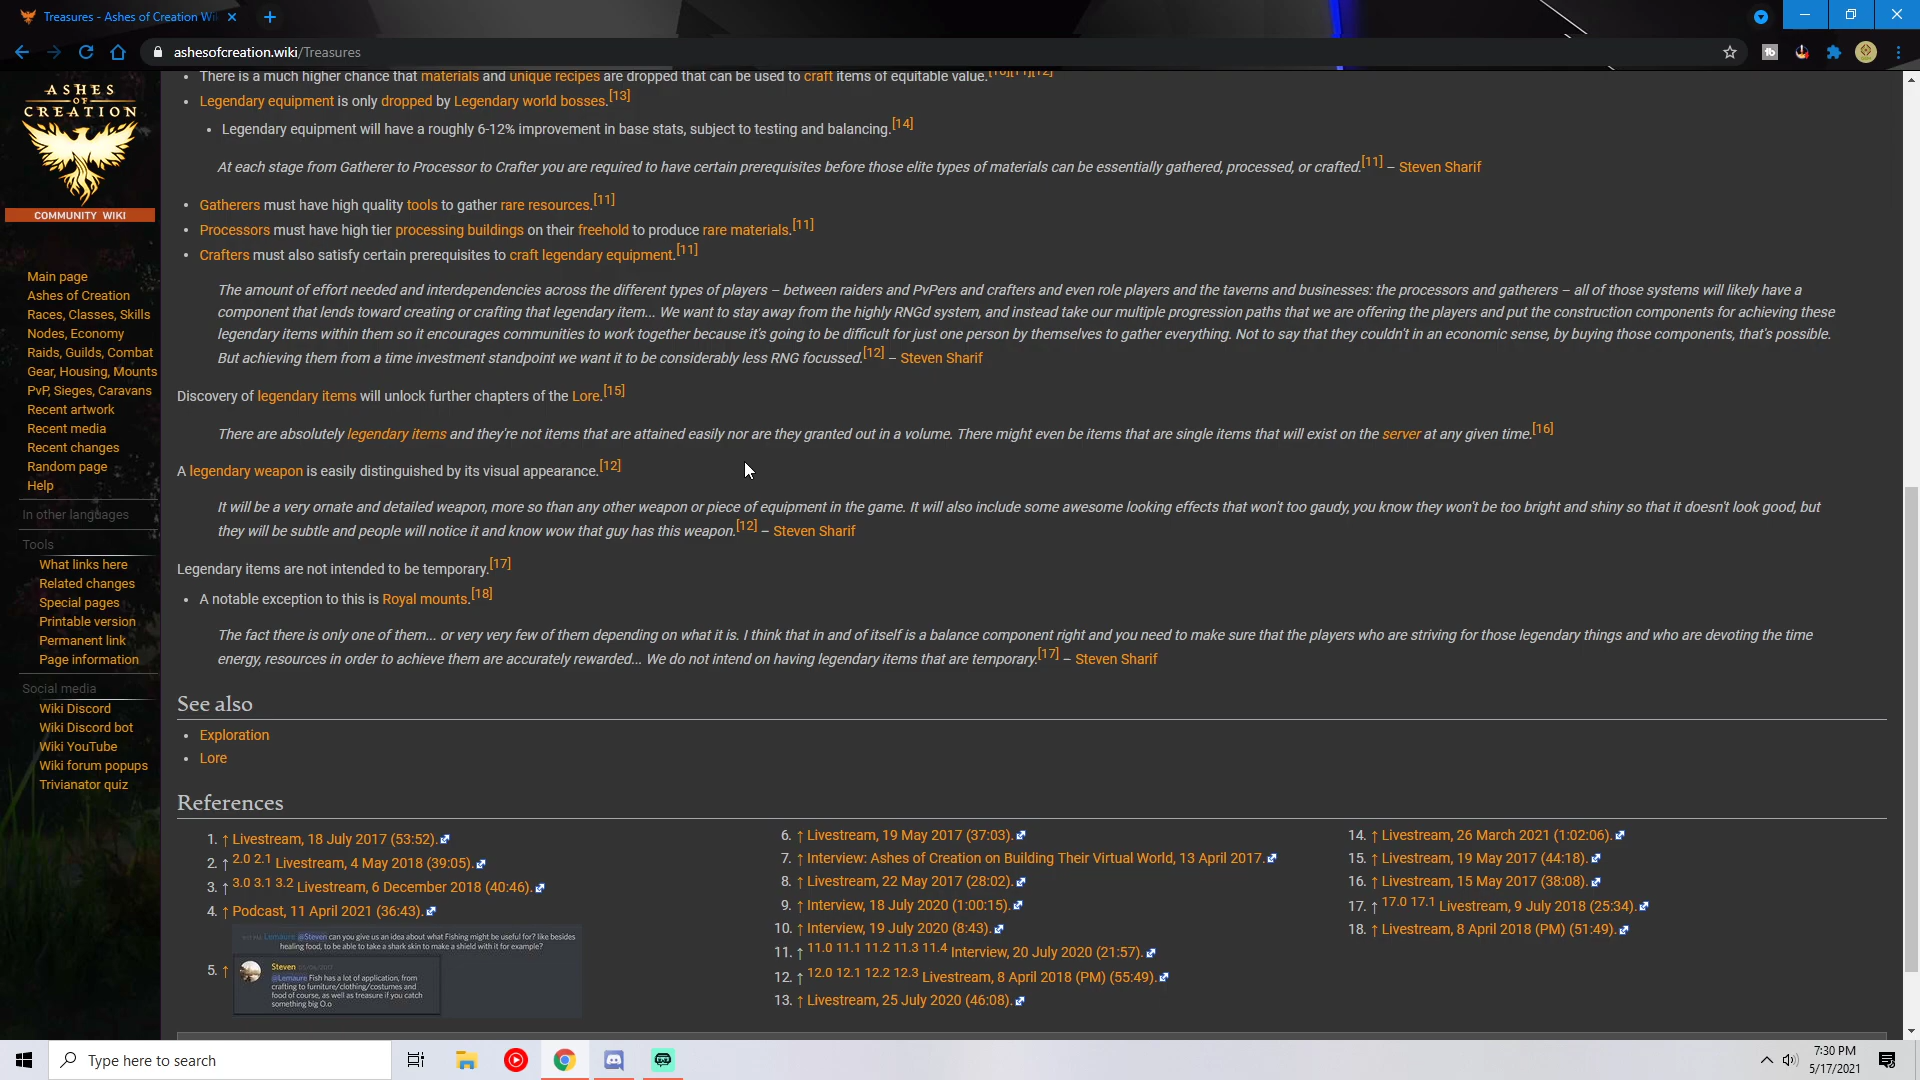 Treasures - Ashes of Creation Wi
ashesofcreation.wiki/Treasures
ASHES
OF
CREATION
COMMUNITY WIKI
Main page
Ashes of Creation
Races, Classes, Skills
Nodes, Economy
Raids, Guilds, Combat
Gear, Housing, Mounts
PvP, Sieges, Caravans
Recent artwork
Recent media
Recent changes
Random page
Help
In other languages
Tools
What links here
Related changes
Special pages
Printable version
Permanent link
Page information
Social media
Wiki Discord
Wiki Discord bot
Wiki YouTube
Wiki forum popups
Trivianator quiz
• There is a much higher chance that materials and unique recipes are dropped that can be used to craft items of equitable value.[10][11][12]
• Legendary equipment is only dropped by Legendary world bosses.[13]
• Legendary equipment will have a roughly 6-12% improvement in base stats, subject to testing and balancing.[14]
At each stage from Gatherer to Processor to Crafter you are required to have certain prerequisites before those elite types of materials can be essentially gathered, processed, or crafted.[11] – Steven Sharif
• Gatherers must have high quality tools to gather rare resources.[11]
• Processors must have high tier processing buildings on their freehold to produce rare materials.[11]
• Crafters must also satisfy certain prerequisites to craft legendary equipment.[11]
The amount of effort needed and interdependencies across the different types of players – between raiders and PvPers and crafters and even role players and the taverns and businesses: the processors and gatherers – all of those systems will likely have a
component that lends toward creating or crafting that legendary item... We want to stay away from the highly RNGd system, and instead take our multiple progression paths that we are offering the players and put the construction components for achieving these
legendary items within them so it encourages communities to work together because it's going to be difficult for just one person by themselves to gather everything. Not to say that they couldn't in an economic sense, by buying those components, that's possible.
But achieving them from a time investment standpoint we want it to be considerably less RNG focussed.[12] – Steven Sharif
Discovery of legendary items will unlock further chapters of the Lore.[15]
There are absolutely legendary items and they're not items that are attained easily nor are they granted out in a volume. There might even be items that are single items that will exist on the server at any given time.[16]
A legendary weapon is easily distinguished by its visual appearance.[12]
It will be a very ornate and detailed weapon, more so than any other weapon or piece of equipment in the game. It will also include some awesome looking effects that won't too gaudy, you know they won't be too bright and shiny so that it doesn't look good, but
they will be subtle and people will notice it and know wow that guy has this weapon.[12] – Steven Sharif
Legendary items are not intended to be temporary.[17]
• A notable exception to this is Royal mounts.[18]
The fact there is only one of them... or very very few of them depending on what it is. I think that in and of itself is a balance component right and you need to make sure that the players who are striving for those legendary things and who are devoting the time
energy, resources in order to achieve them are accurately rewarded... We do not intend on having legendary items that are temporary.[17] – Steven Sharif
See also
• Exploration
• Lore
References
1. ↑ Livestream, 18 July 2017 (53:52).
2. ↑ 2.0 2.1 Livestream, 4 May 2018 (39:05).
3. ↑ 3.0 3.1 3.2 Livestream, 6 December 2018 (40:46).
4. ↑ Podcast, 11 April 2021 (36:43).
Lemaure @Steven can you give us an idea about what Fishing might be useful for? like besides
healing food, to be able to take a shark skin to make a shield with it for example?
5. ↑
Steven
@Lemaure Fish has a lot of application, from
crafting to furniture/clothing/costumes and
food of course, as well as treasure if you catch
something big O.o
6. ↑ Livestream, 19 May 2017 (37:03).
7. ↑ Interview: Ashes of Creation on Building Their Virtual World, 13 April 2017.
8. ↑ Livestream, 22 May 2017 (28:02).
9. ↑ Interview, 18 July 2020 (1:00:15).
10. ↑ Interview, 19 July 2020 (8:43).
11. ↑ 11.0 11.1 11.2 11.3 11.4 Interview, 20 July 2020 (21:57).
12. ↑ 12.0 12.1 12.2 12.3 Livestream, 8 April 2018 (PM) (55:49).
13. ↑ Livestream, 25 July 2020 (46:08).
14. ↑ Livestream, 26 March 2021 (1:02:06).
15. ↑ Livestream, 19 May 2017 (44:18).
16. ↑ Livestream, 15 May 2017 (38:08).
17. ↑ 17.0 17.1 Livestream, 9 July 2018 (25:34).
18. ↑ Livestream, 8 April 2018 (PM) (51:49).
Type here to search
7:30 PM
5/17/2021